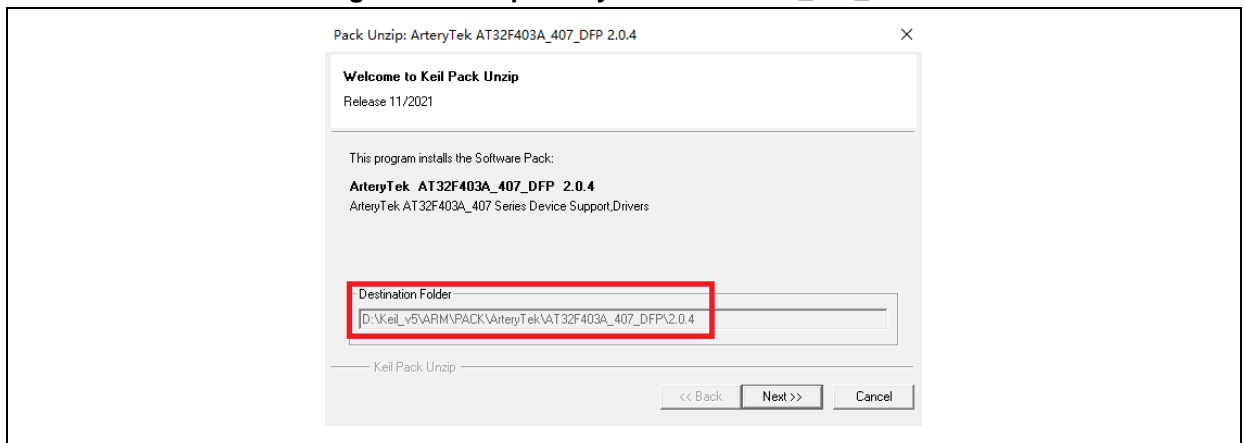 Pack Unzip: ArteryTek AT32F403A_407_DFP 2.0.4
Welcome to Keil Pack Unzip
Release 11/2021
This program installs the Software Pack:
ArteryTek AT32F403A_407_DFP 2.0.4
ArteryTek AT32F403A_407 Series Device Support,Drivers
Destination Folder
D:\Keil_v5\ARM\PACK\ArteryTek\AT32F403A_407_DFP\2.0.4
Keil Pack Unzip
<< Back Next >> Cancel